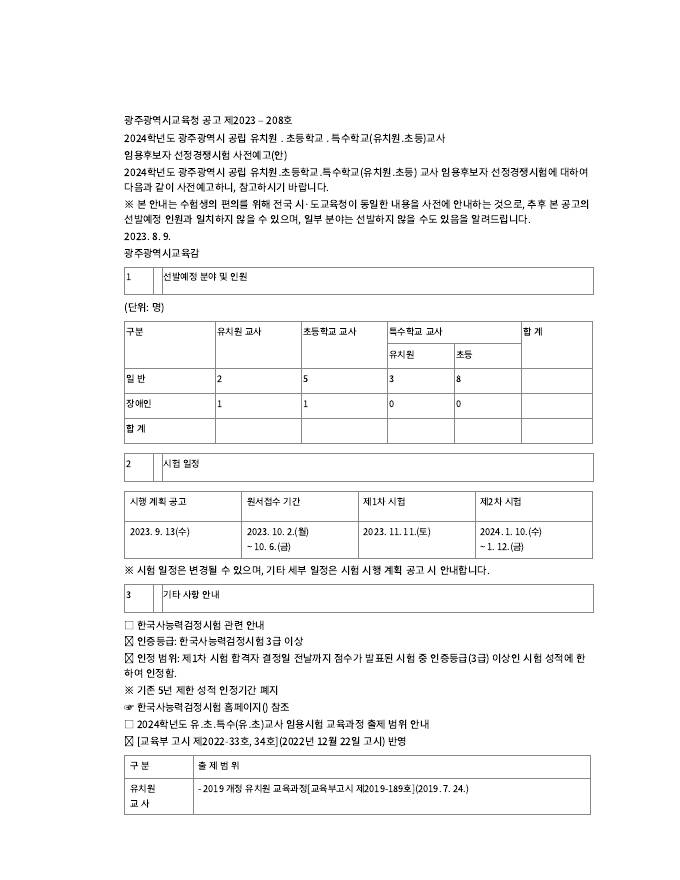 광주광역시교육청 공고 제2023 – 208호
2024학년도 광주광역시 공립 유치원 . 초등학교 . 특수학교(유치원.초등)교사
임용후보자 선정경쟁시험 사전예고(안)
2024학년도 광주광역시 공립 유치원.초등학교.특수학교(유치원.초등) 교사 임용후보자 선정경쟁시험에 대하여
다음과 같이 사전예고하니, 참고하시기 바랍니다.
※ 본 안내는 수험생의 편의를 위해 전국 시·도교육청이 동일한 내용을 사전에 안내하는 것으로, 추후 본 공고의
선발예정 인원과 일치하지 않을 수 있으며, 일부 분야는 선발하지 않을 수도 있음을 알려드립니다.
2023. 8. 9.
광주광역시교육감
1 선발예정 분야 및 인원
(단위: 명)
구분 유치원 교사 초등학교 교사 특수학교 교사 합 계
유치원 초등
일 반 2 5 3 8
장애인 1 1 0 0
합 계
2 시험 일정
시행 계획 공고 원서접수 기간 제1차 시험 제2차 시험
2023. 9. 13(수) 2023. 10. 2.(월) 2023. 11. 11.(토) 2024. 1. 10.(수)
~ 10. 6.(금) ~ 1. 12.(금)
※ 시험 일정은 변경될 수 있으며, 기타 세부 일정은 시험 시행 계획 공고 시 안내합니다.
3 기타 사항 안내
□ 한국사능력검정시험 관련 안내
☒ 인증등급: 한국사능력검정시험 3급 이상
☒ 인정 범위: 제1차 시험 합격자 결정일 전날까지 점수가 발표된 시험 중 인증등급(3급) 이상인 시험 성적에 한
하여 인정함.
※ 기존 5년 제한 성적 인정기간 폐지
☞ 한국사능력검정시험 홈페이지() 참조
□ 2024학년도 유.초.특수(유.초)교사 임용시험 교육과정 출제 범위 안내
☒ [교육부 고시 제2022-33호, 34호](2022년 12월 22일 고시) 반영
구 분 출 제 범 위
유치원 - 2019 개정 유치원 교육과정[교육부고시 제2019-189호](2019. 7. 24.)
교 사